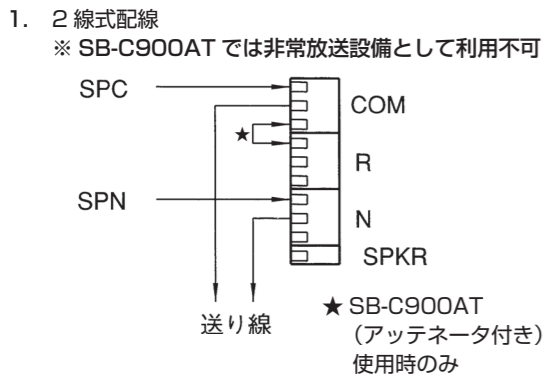 1. 2 線式配線
※ SB-C900AT では非常放送設備として利用不可
SPC
COM
★
R
SPN
N
SPKR
送り線
★ SB-C900AT
（アッテネータ付き）
使用時のみ